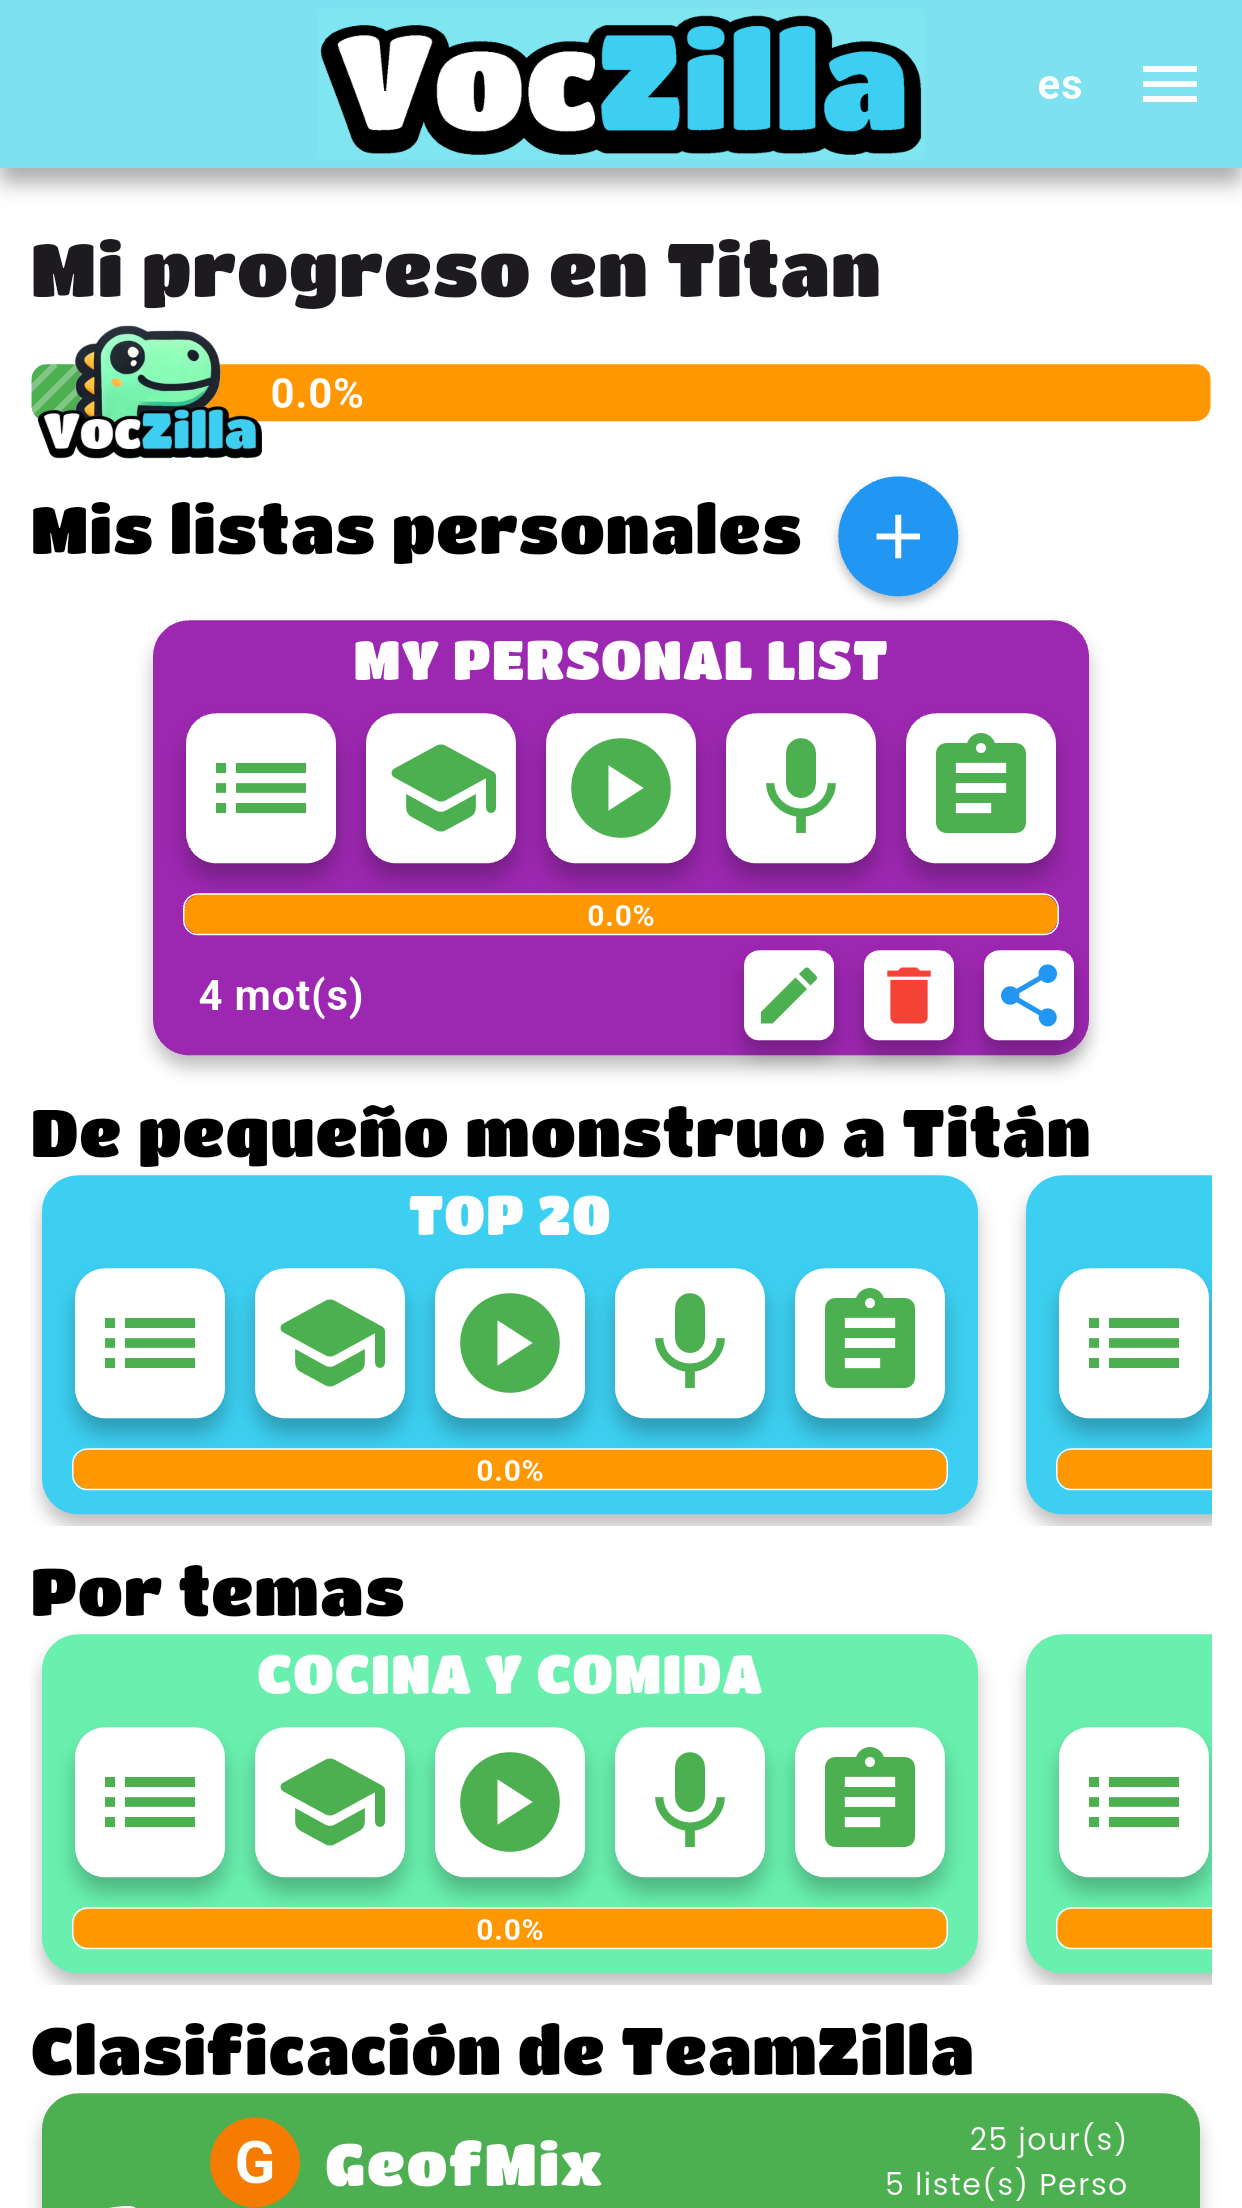 VocZilla
es
Mi progreso en Titan
0.0%
VocZilla
Mis listas personales
MY PERSONAL LIST
0.0%
4 mot(s)
De pequeño monstruo a Titán
TOP 20
0.0%
Por temas
COCINA Y COMIDA
0.0%
Clasificación de TeamZilla
G
GeofMix
25 jour(s)
5 liste(s) Perso